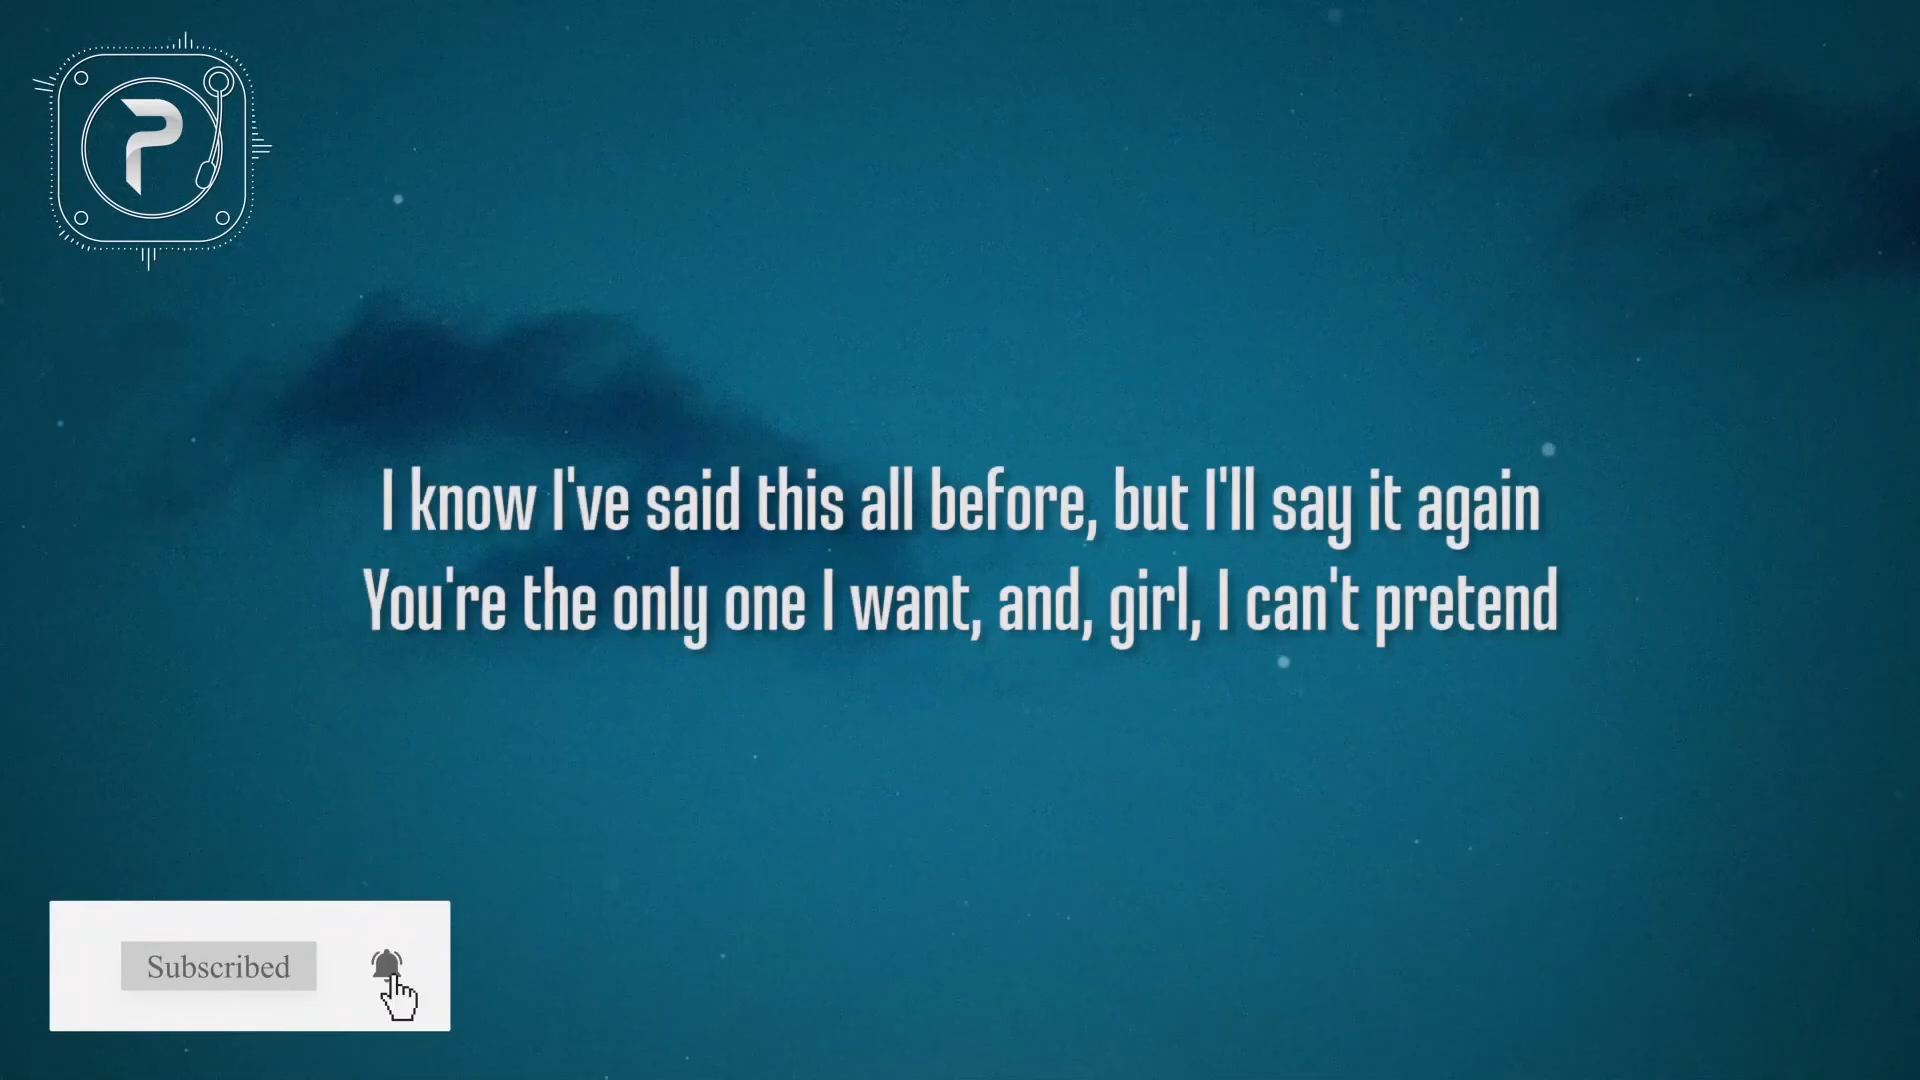 P
I know I've said this all before, but I'll say it again
You're the only one I want, and, girl, I can't pretend
Subscribed